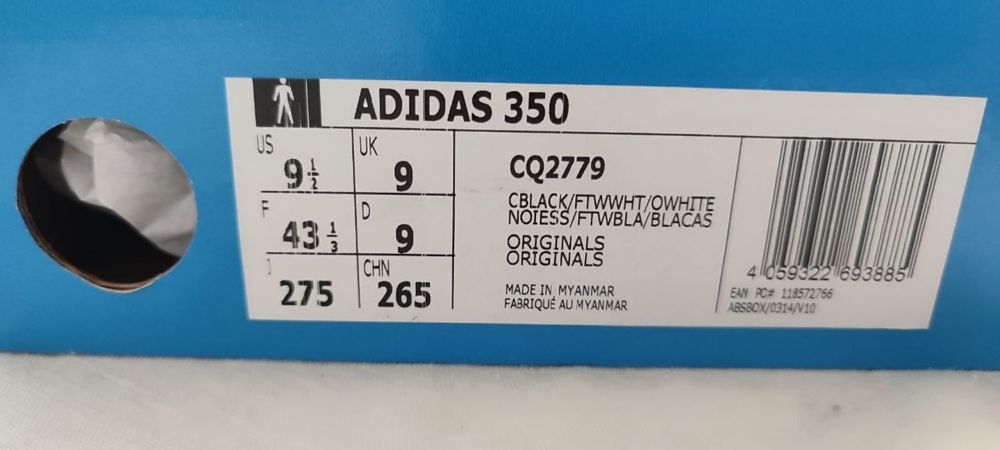 ADIDAS 350
US 9 1/2
UK 9
F 43 1/3
D 9
J 275
CHN 265
CQ2779
CBLACK/FTWWHT/OWHITE
NOIESS/FTWBLA/BLACAS
ORIGINALS
ORIGINALS
MADE IN MYANMAR
FABRIQUÉ AU MYANMAR
4 059322 693885
EAN PC# 118572766
ABSBOX/0314/V10